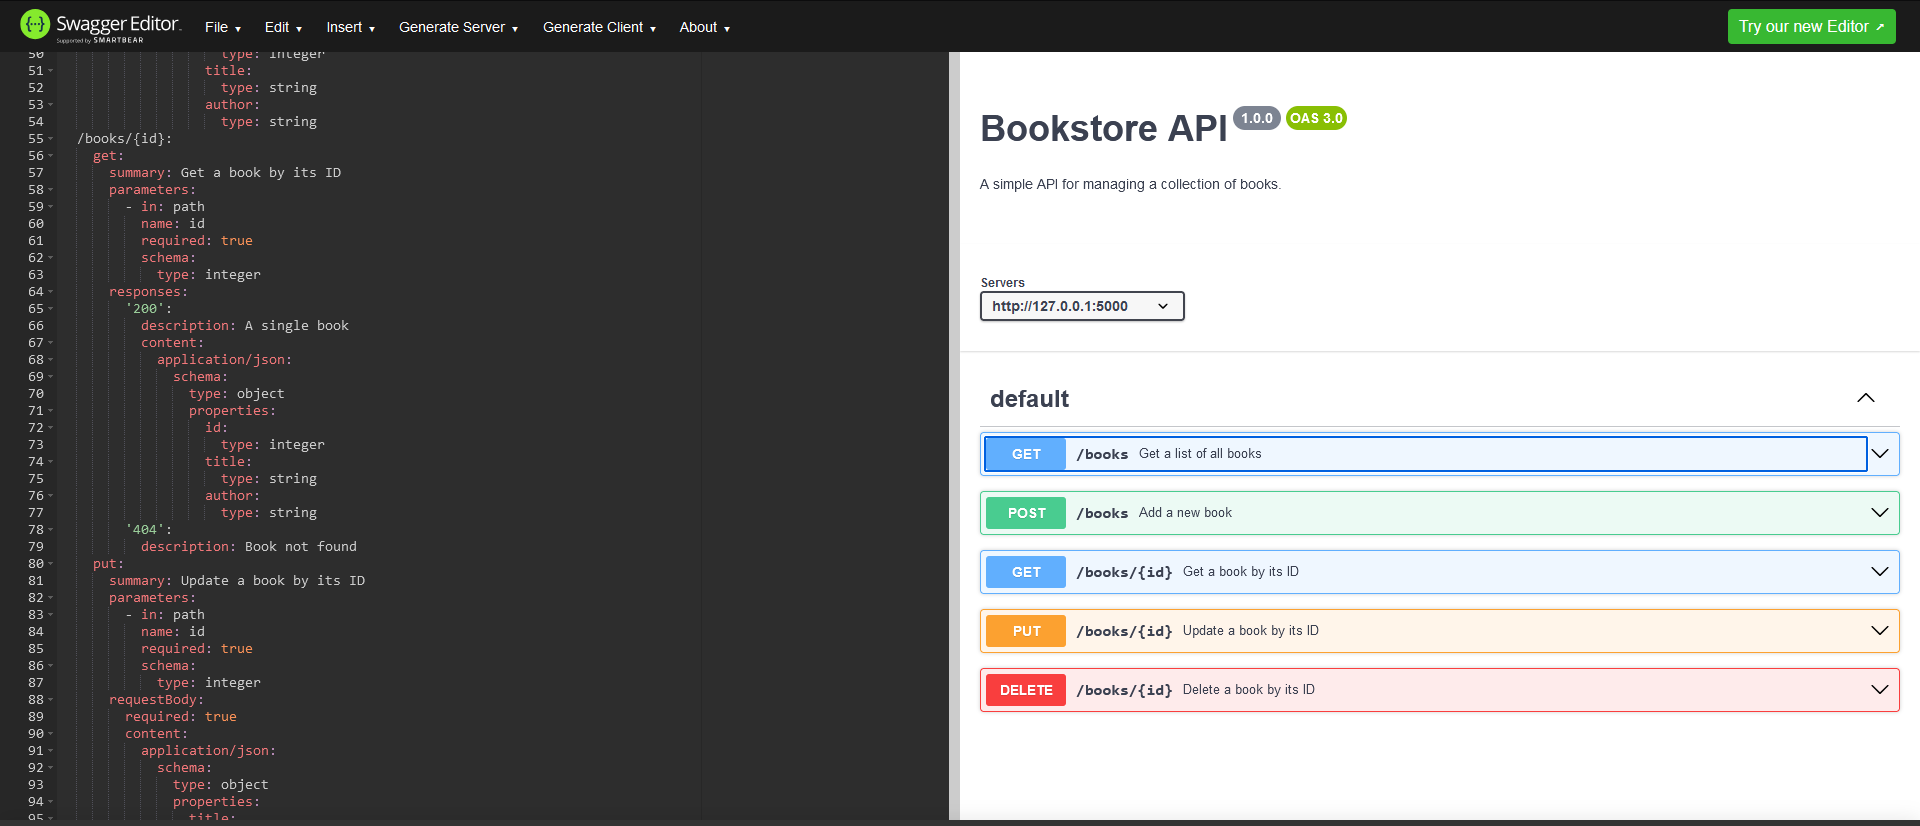 Swagger Editor
Supported by SMARTBEAR
File Edit Insert Generate Server Generate Client About
Try our new Editor ↗
50 type: integer
51 title:
52 type: string
53 author:
54 type: string
55 /books/{id}:
56 get:
57 summary: Get a book by its ID
58 parameters:
59 - in: path
60 name: id
61 required: true
62 schema:
63 type: integer
64 responses:
65 '200':
66 description: A single book
67 content:
68 application/json:
69 schema:
70 type: object
71 properties:
72 id:
73 type: integer
74 title:
75 type: string
76 author:
77 type: string
78 '404':
79 description: Book not found
80 put:
81 summary: Update a book by its ID
82 parameters:
83 - in: path
84 name: id
85 required: true
86 schema:
87 type: integer
88 requestBody:
89 required: true
90 content:
91 application/json:
92 schema:
93 type: object
94 properties:
95 title:
Bookstore API 1.0.0 OAS 3.0
A simple API for managing a collection of books.
Servers
http://127.0.0.1:5000
default
GET /books Get a list of all books
POST /books Add a new book
GET /books/{id} Get a book by its ID
PUT /books/{id} Update a book by its ID
DELETE /books/{id} Delete a book by its ID